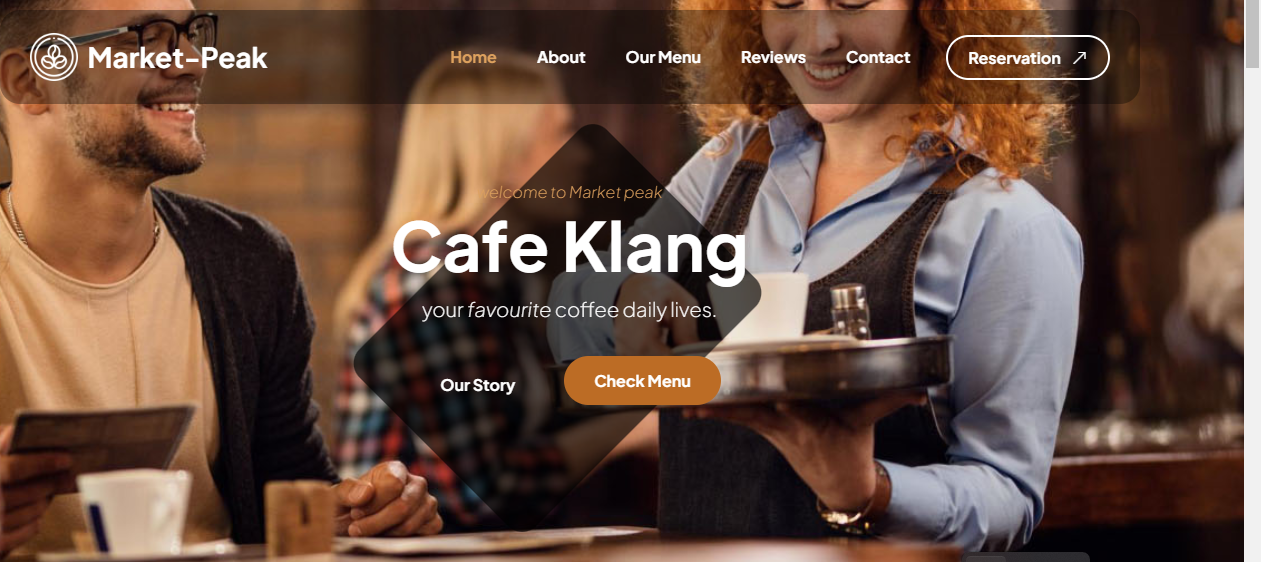 Market-Peak
Home About Our Menu Reviews Contact Reservation
welcome to Market peak
Cafe Klang
your favourite coffee daily lives.
Our Story Check Menu